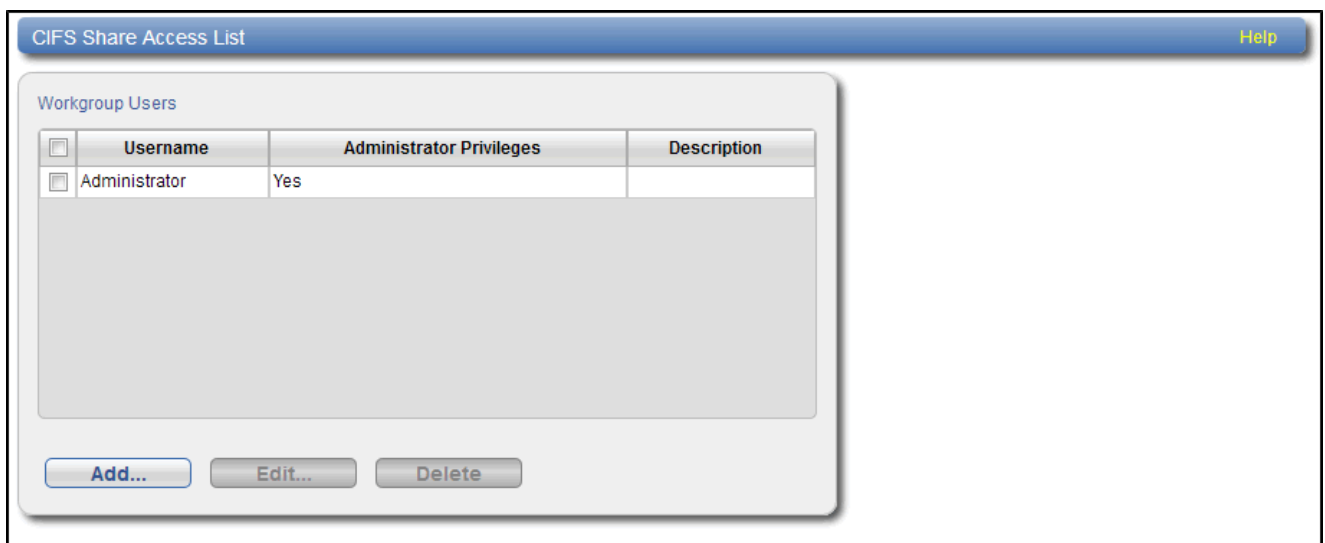 CIFS Share Access List Help
Workgroup Users
Username Administrator Privileges Description
Administrator Yes
Add... Edit... Delete